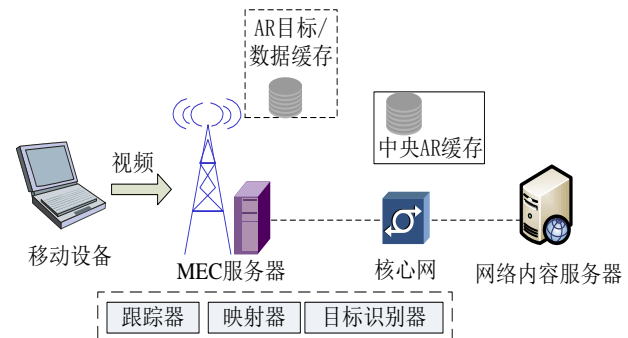 AR目标/
数据缓存
中央AR缓存
视频
移动设备
MEC服务器
核心网
网络内容服务器
跟踪器
映射器
目标识别器